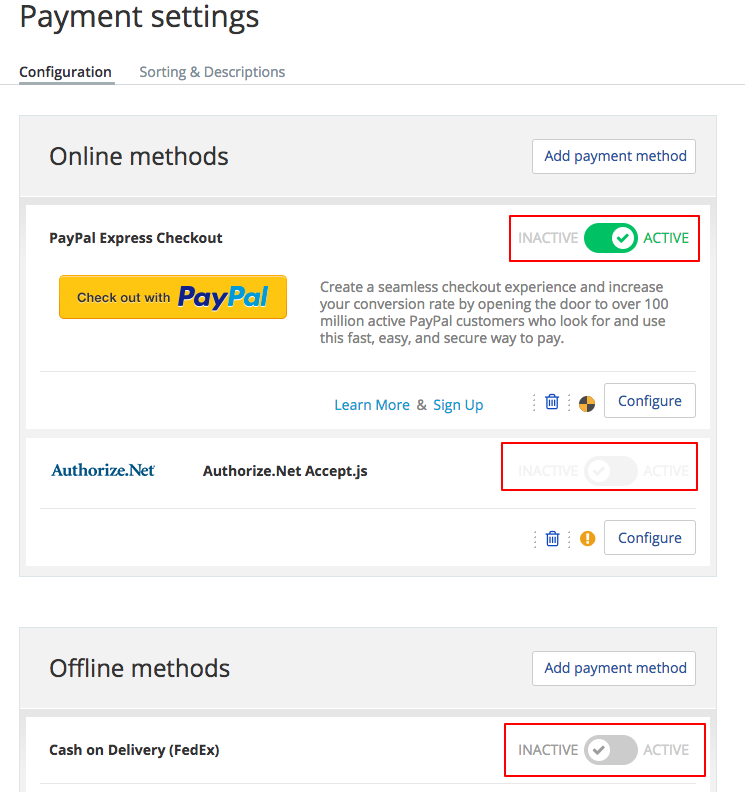 Payment settings
Configuration Sorting & Descriptions
Online methods Add payment method
PayPal Express Checkout INACTIVE ACTIVE
Check out with PayPal
Create a seamless checkout experience and increase
your conversion rate by opening the door to over 100
million active PayPal customers who look for and use
this fast, easy, and secure way to pay.
Learn More & Sign Up Configure
Authorize.Net Authorize.Net Accept.js INACTIVE ACTIVE
Configure
Offline methods Add payment method
Cash on Delivery (FedEx) INACTIVE ACTIVE